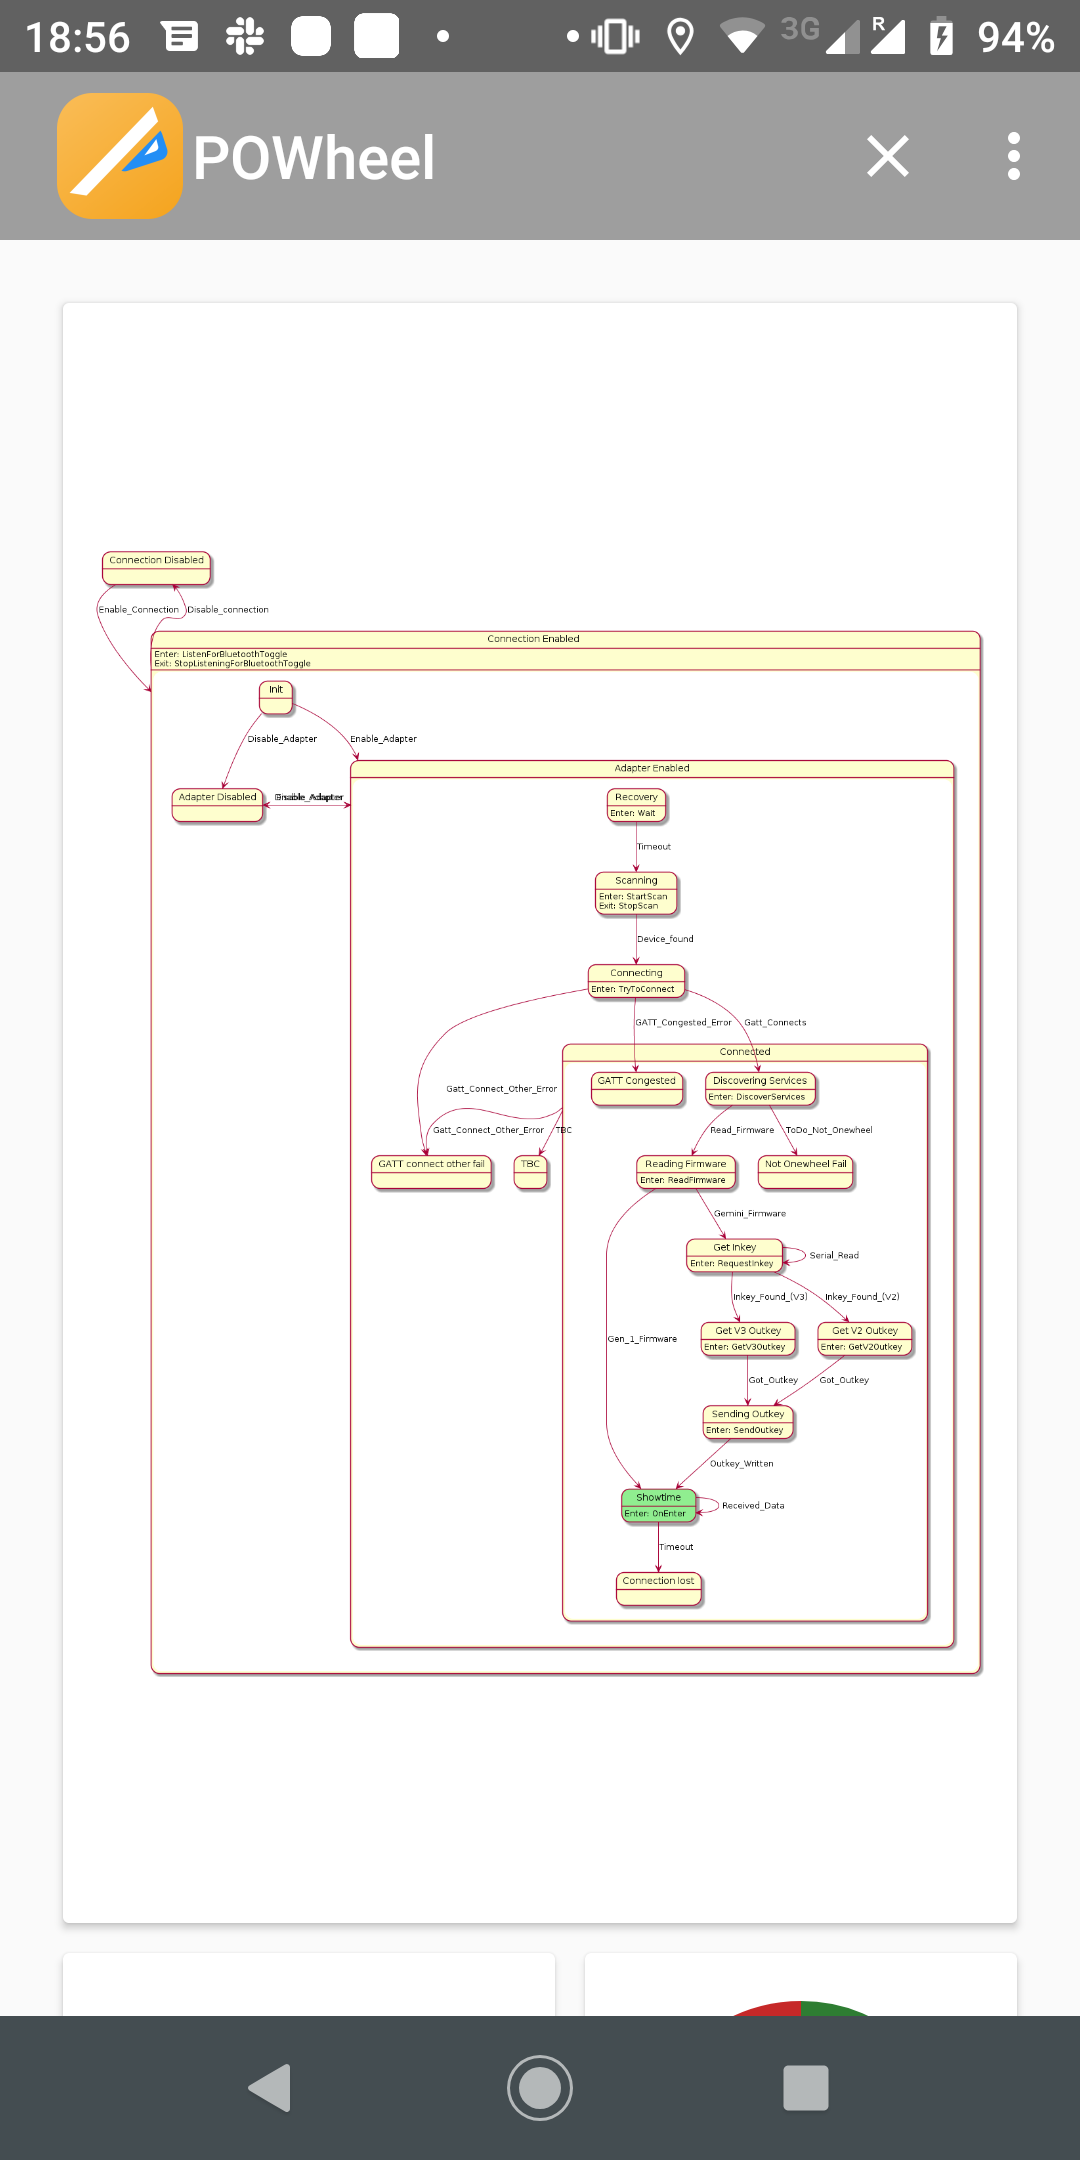 18:56
3G
R
94%
POWheel
Connection Disabled
Enable_Connection
Disable_connection
Connection Enabled
Enter: ListenForBluetoothToggle
Exit: StopListeningForBluetoothToggle
Init
Disable_Adapter
Enable_Adapter
Adapter Enabled
Adapter Disabled
Recovery
Enter: Wait
Timeout
Scanning
Enter: StartScan
Exit: StopScan
Device_found
Connecting
Enter: TryToConnect
GATT_Congested_Error
Gatt_Connects
Connected
GATT Congested
Discovering Services
Enter: DiscoverServices
Gatt_Connect_Other_Error
Gatt_Connect_Other_Error
TBC
Read_Firmware
ToDo_Not_Onewheel
GATT connect other fail
TBC
Reading Firmware
Enter: ReadFirmware
Not Onewheel Fail
Gemini_Firmware
Get Inkey
Enter: RequestInkey
Serial_Read
Inkey_Found_(V3)
Inkey_Found_(V2)
Get V3 Outkey
Enter: GetV3Outkey
Get V2 Outkey
Enter: GetV2Outkey
Gen_1_Firmware
Got_Outkey
Got_Outkey
Sending Outkey
Enter: SendOutkey
Outkey_Written
Showtime
Enter: OnEnter
Received_Data
Timeout
Connection lost